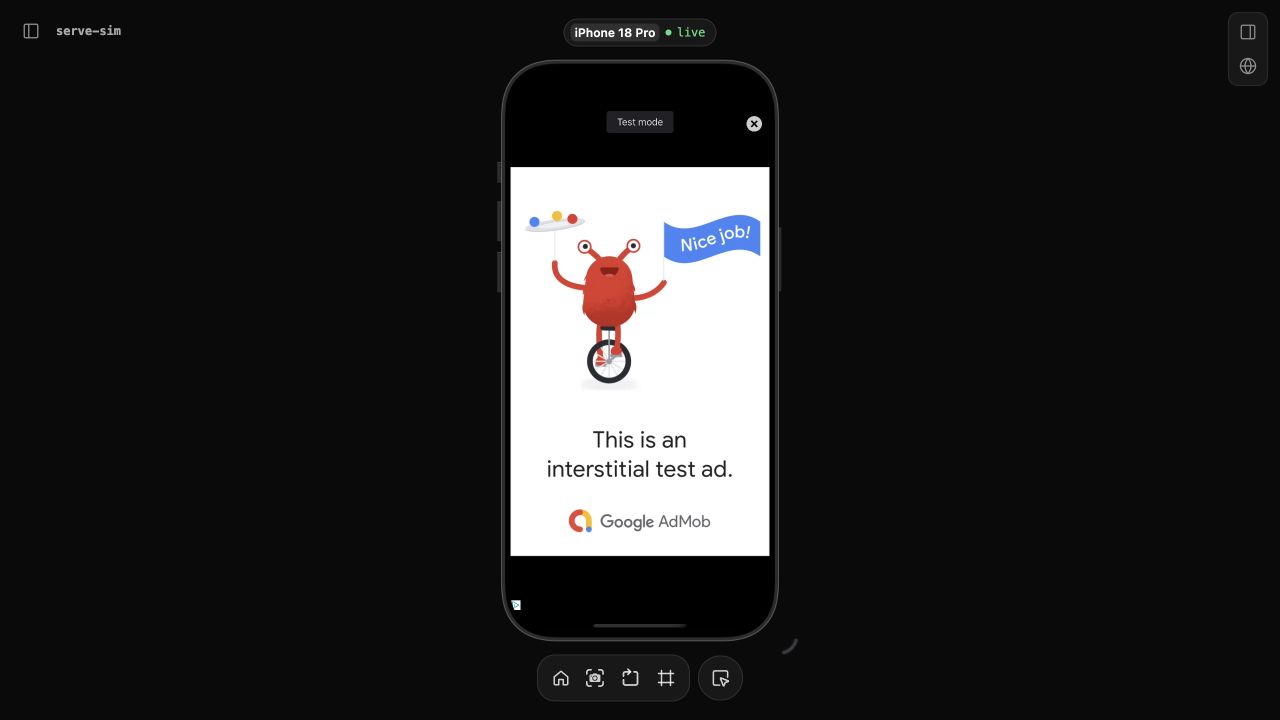 serve-sim
iPhone 18 Pro live
Test mode
Nice job!
This is an
interstitial test ad.
Google AdMob